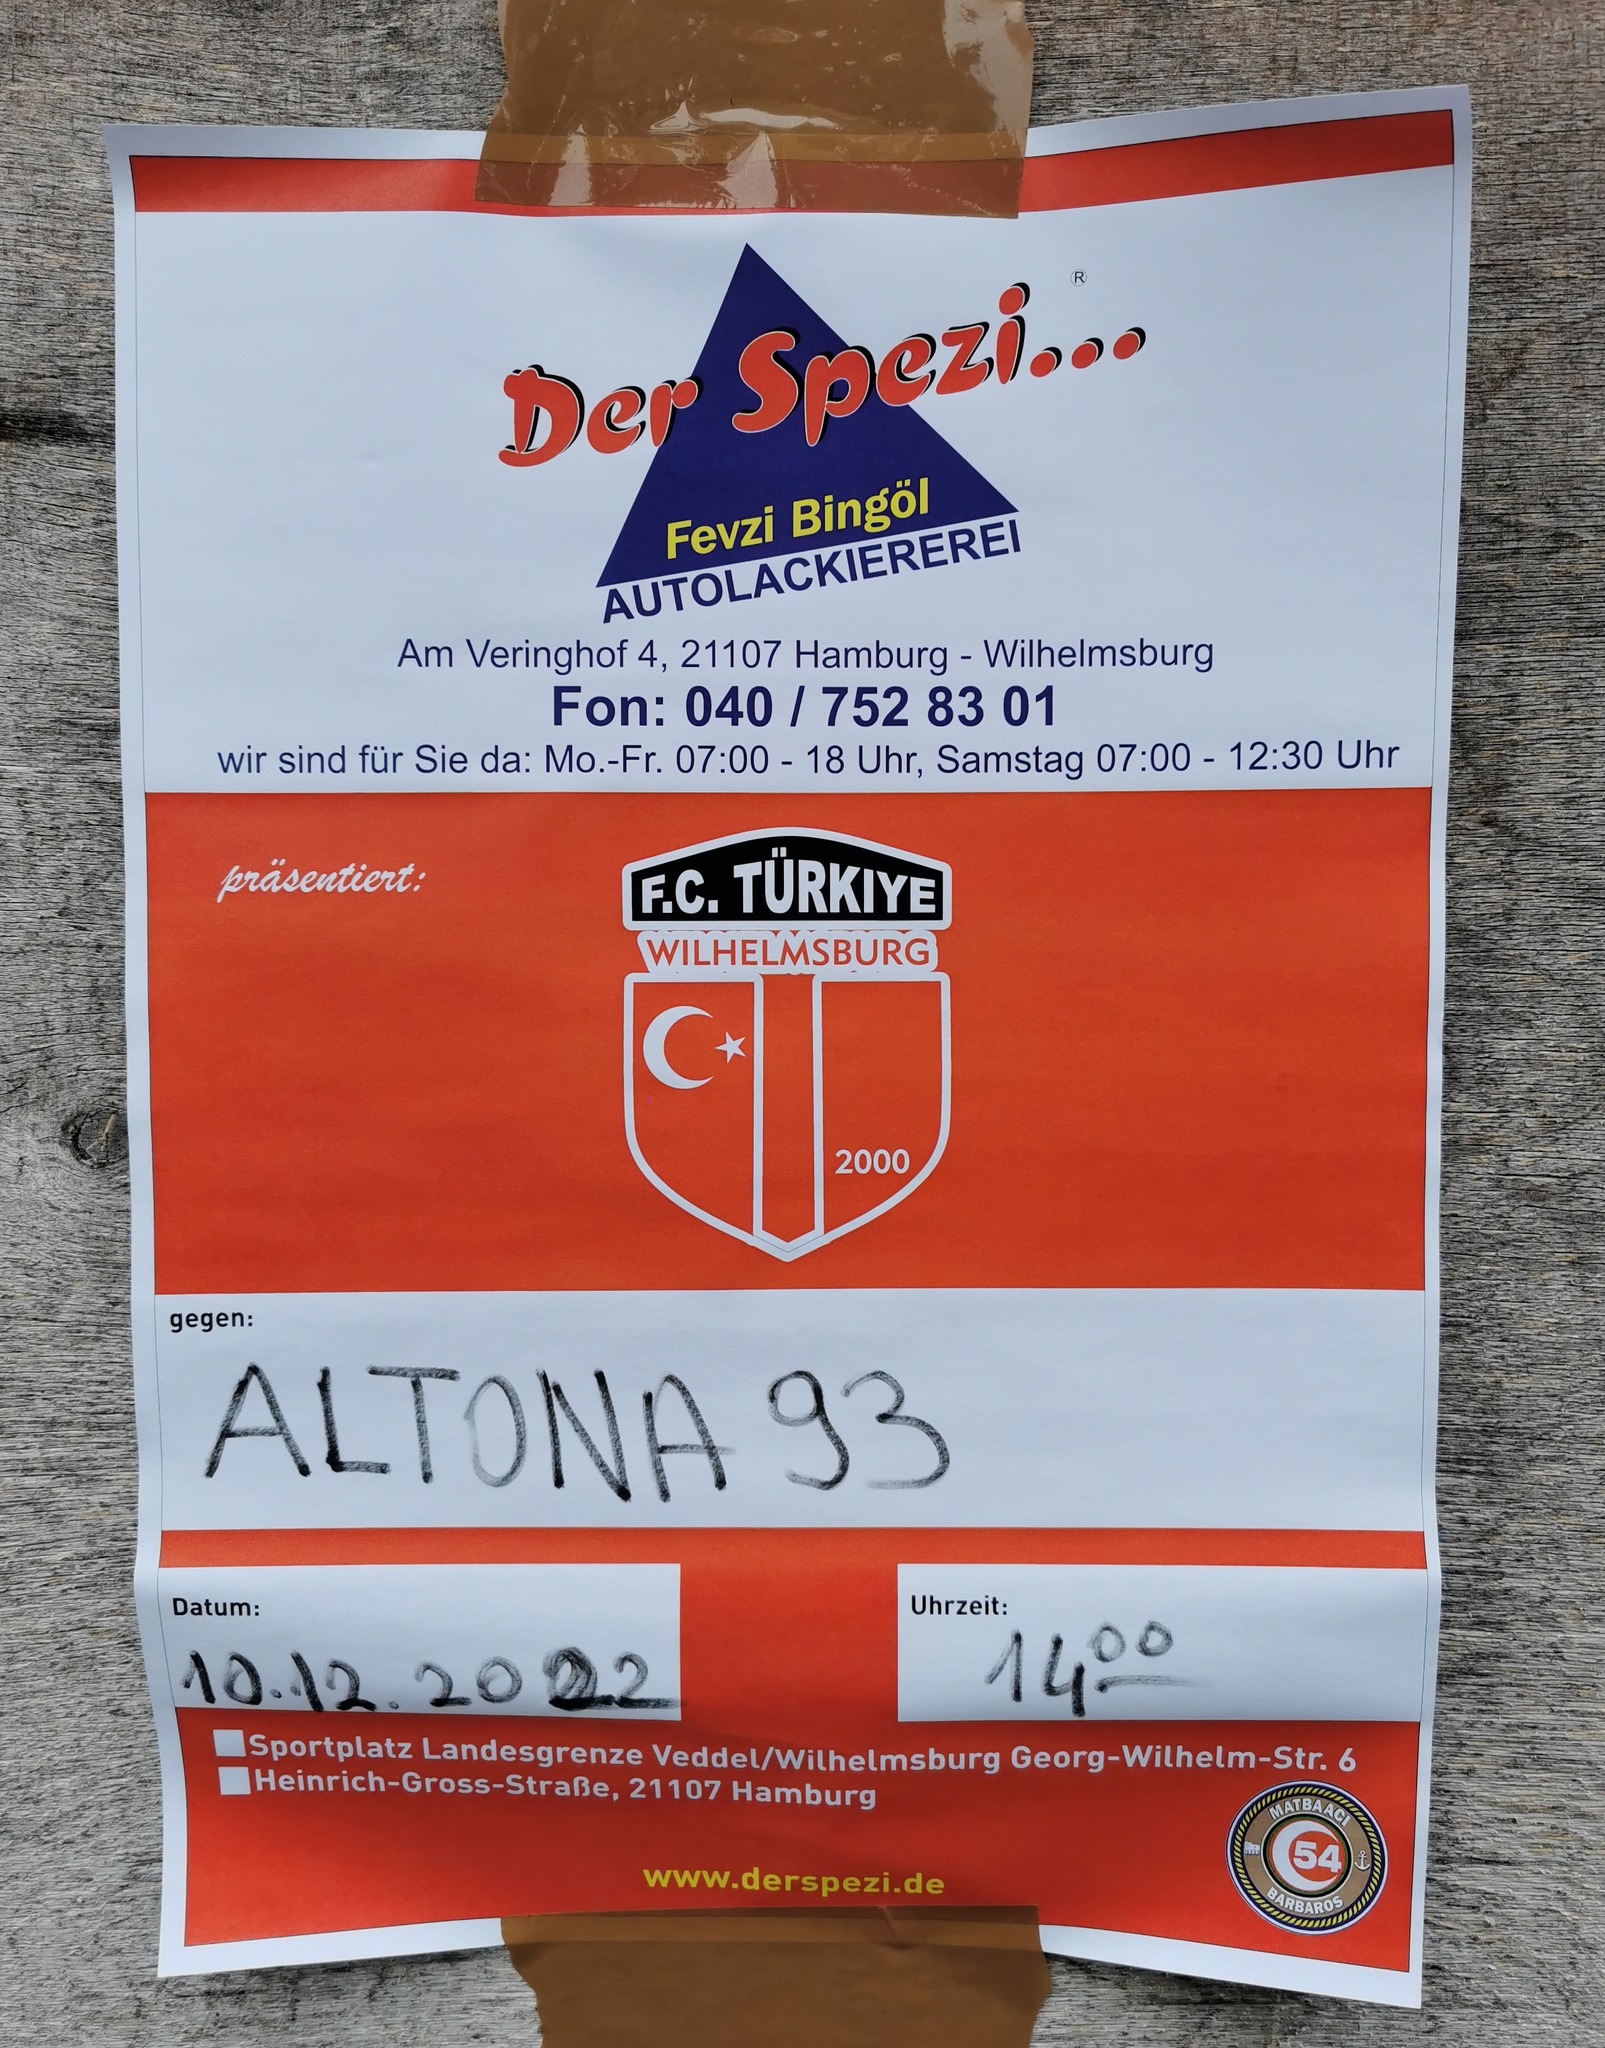 Der Spezi... ®
Fevzi Bingöl
AUTOLACKIEREREI
Am Veringhof 4, 21107 Hamburg - Wilhelmsburg
Fon: 040 / 752 83 01
wir sind für Sie da: Mo.-Fr. 07:00 - 18 Uhr, Samstag 07:00 - 12:30 Uhr
präsentiert:
F.C. TÜRKIYE
WILHELMSBURG
2000
gegen:
ALTONA 93
Datum:
10.12.2022
Uhrzeit:
14 00
Sportplatz Landesgrenze Veddel/Wilhelmsburg Georg-Wilhelm-Str. 6
Heinrich-Gross-Straße, 21107 Hamburg
MATBAACI
54
BARBAROS
www.derspezi.de